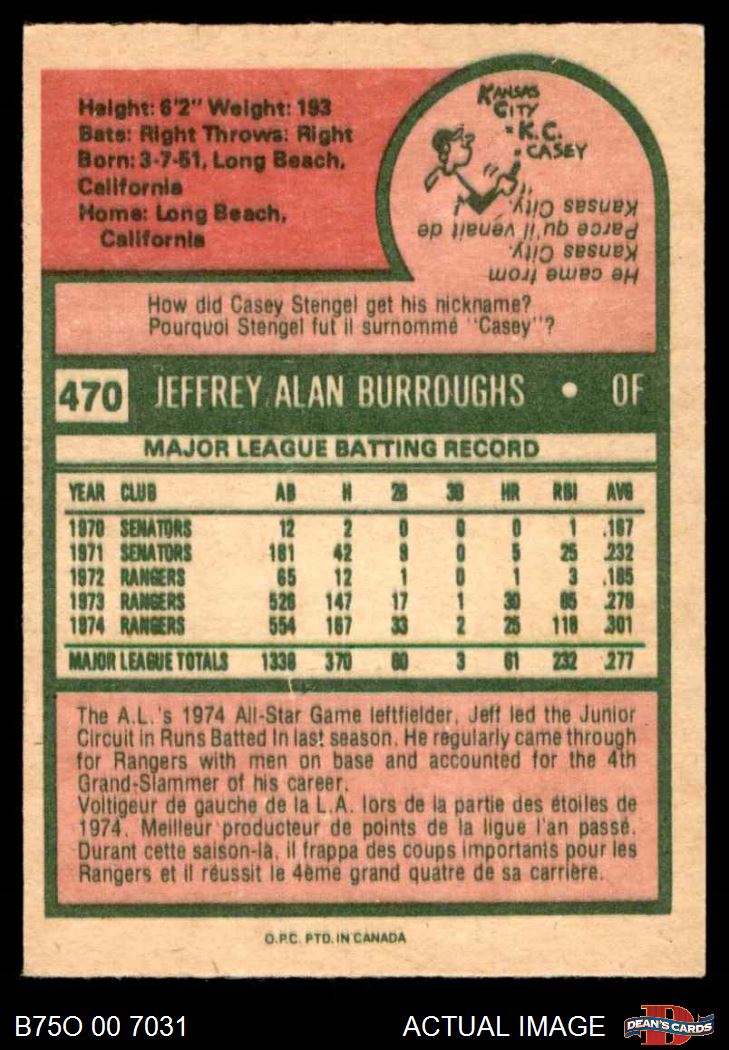 Height: 6'2" Weight: 193
Bats: Right Throws: Right
Born: 3-7-51, Long Beach,
California
Home: Long Beach,
California
KANSAS
CITY
= K.C.
= CASEY
He came from
Kansas City.
Parce qu'il venait de
Kansas City.
How did Casey Stengel get his nickname?
Pourquoi Stengel fut il surnommé "Casey"?
470 JEFFREY ALAN BURROUGHS • OF
MAJOR LEAGUE BATTING RECORD
YEAR CLUB AB H 2B 3B HR RBI AVG
1970 SENATORS 12 2 0 0 0 1 .167
1971 SENATORS 181 42 9 0 5 25 .232
1972 RANGERS 65 12 1 0 1 3 .185
1973 RANGERS 526 147 17 1 30 85 .279
1974 RANGERS 554 167 33 2 25 118 .301
MAJOR LEAGUE TOTALS 1338 370 60 3 61 232 .277
The A.L.'s 1974 All-Star Game leftfielder, Jeff led the Junior
Circuit in Runs Batted In last season. He regularly came through
for Rangers with men on base and accounted for the 4th
Grand-Slammer of his career.
Voltigeur de gauche de la L.A. lors de la partie des étoiles de
1974. Meilleur producteur de points de la ligue l'an passé.
Durant cette saison-là, il frappa des coups importants pour les
Rangers et il réussit le 4ème grand quatre de sa carrière.
O.P.C. PTD. IN CANADA
B75O 00 7031
ACTUAL IMAGE
D
DEAN'S CARDS